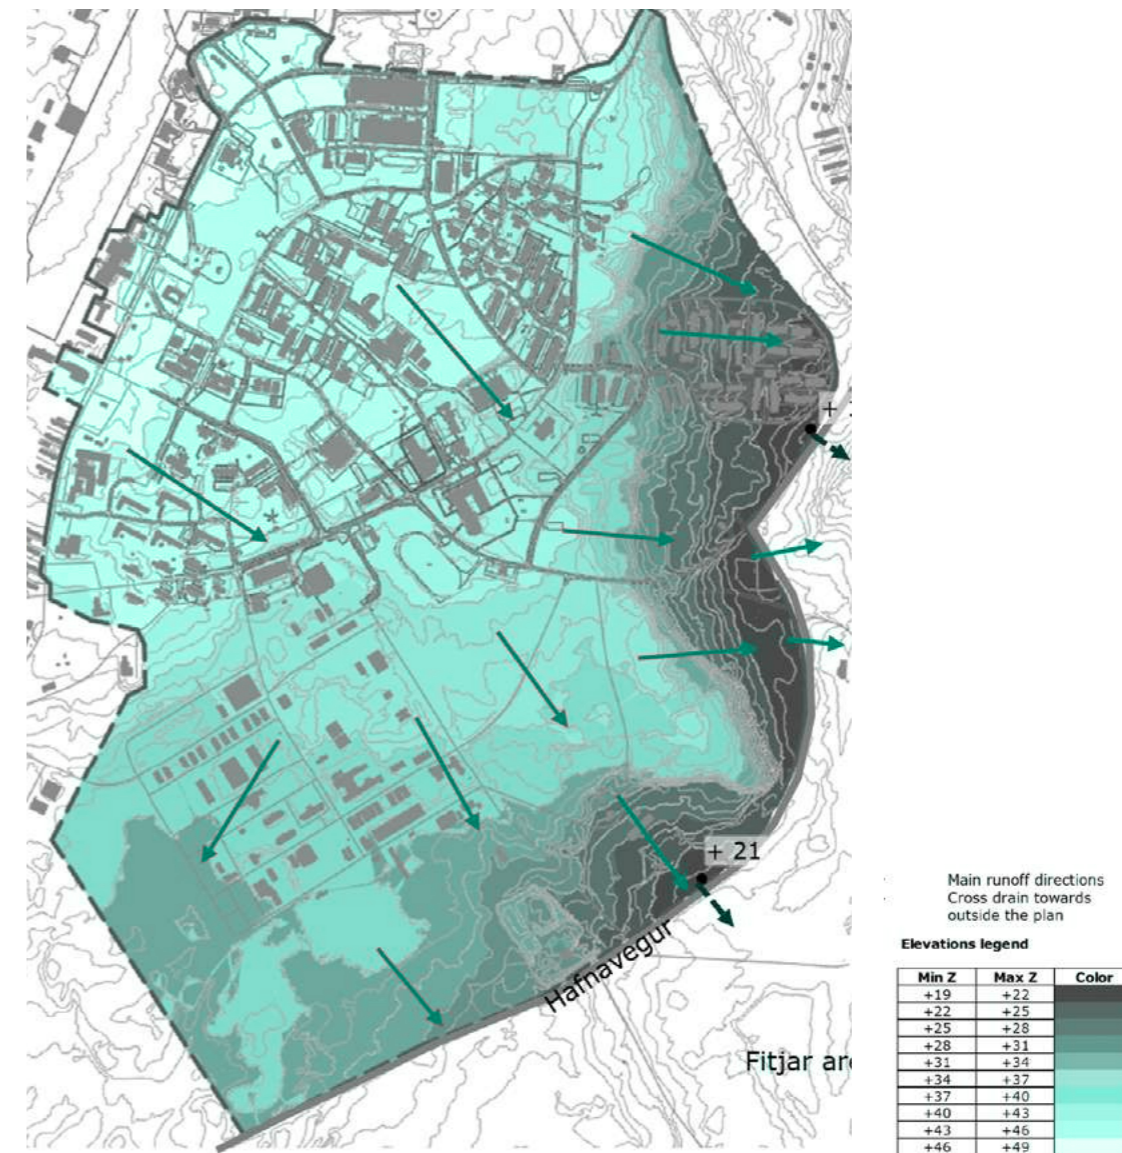 +
+ 21
Hafnavegur
Fitjar
Main runoff directions
Cross drain towards
outside the plan
Elevations legend
Min Z Max Z Color
+19 +22
+22 +25
+25 +28
+28 +31
+31 +34
+34 +37
+37 +40
+40 +43
+43 +46
+46 +49